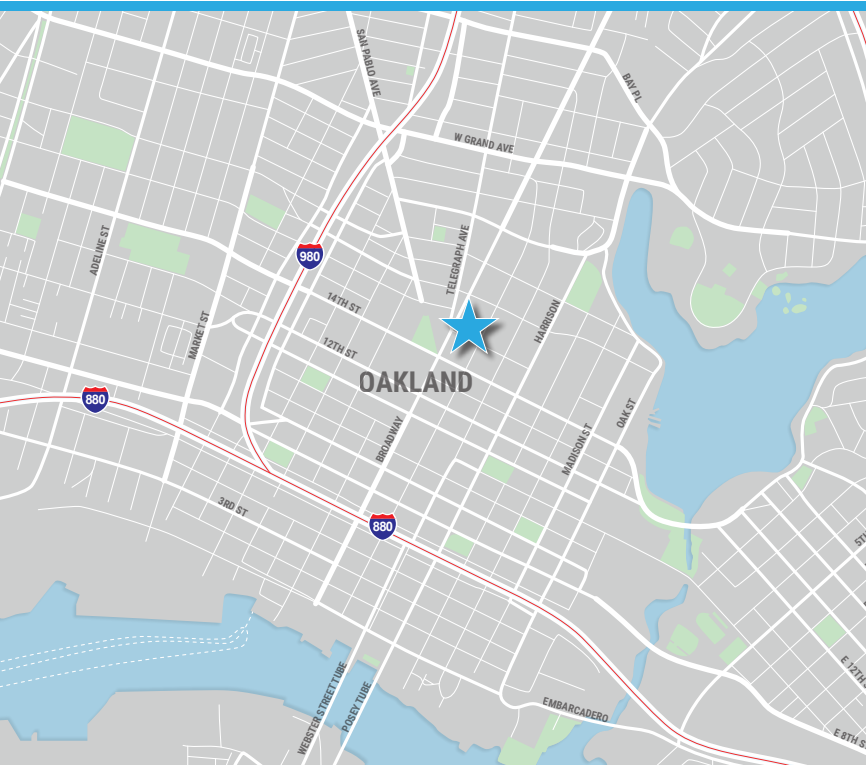 SAN PABLO AVE
BAY PL
W GRAND AVE
ADELINE ST
TELEGRAPH AVE
980
14TH ST
HARRISON
MARKET ST
12TH ST
OAKLAND
880
OAK ST
BROADWAY
MADISON ST
3RD ST
880
5T
WEBSTER STREET TUBE
POSEY TUBE
E 12TH S
EMBARCADERO
E 8TH S